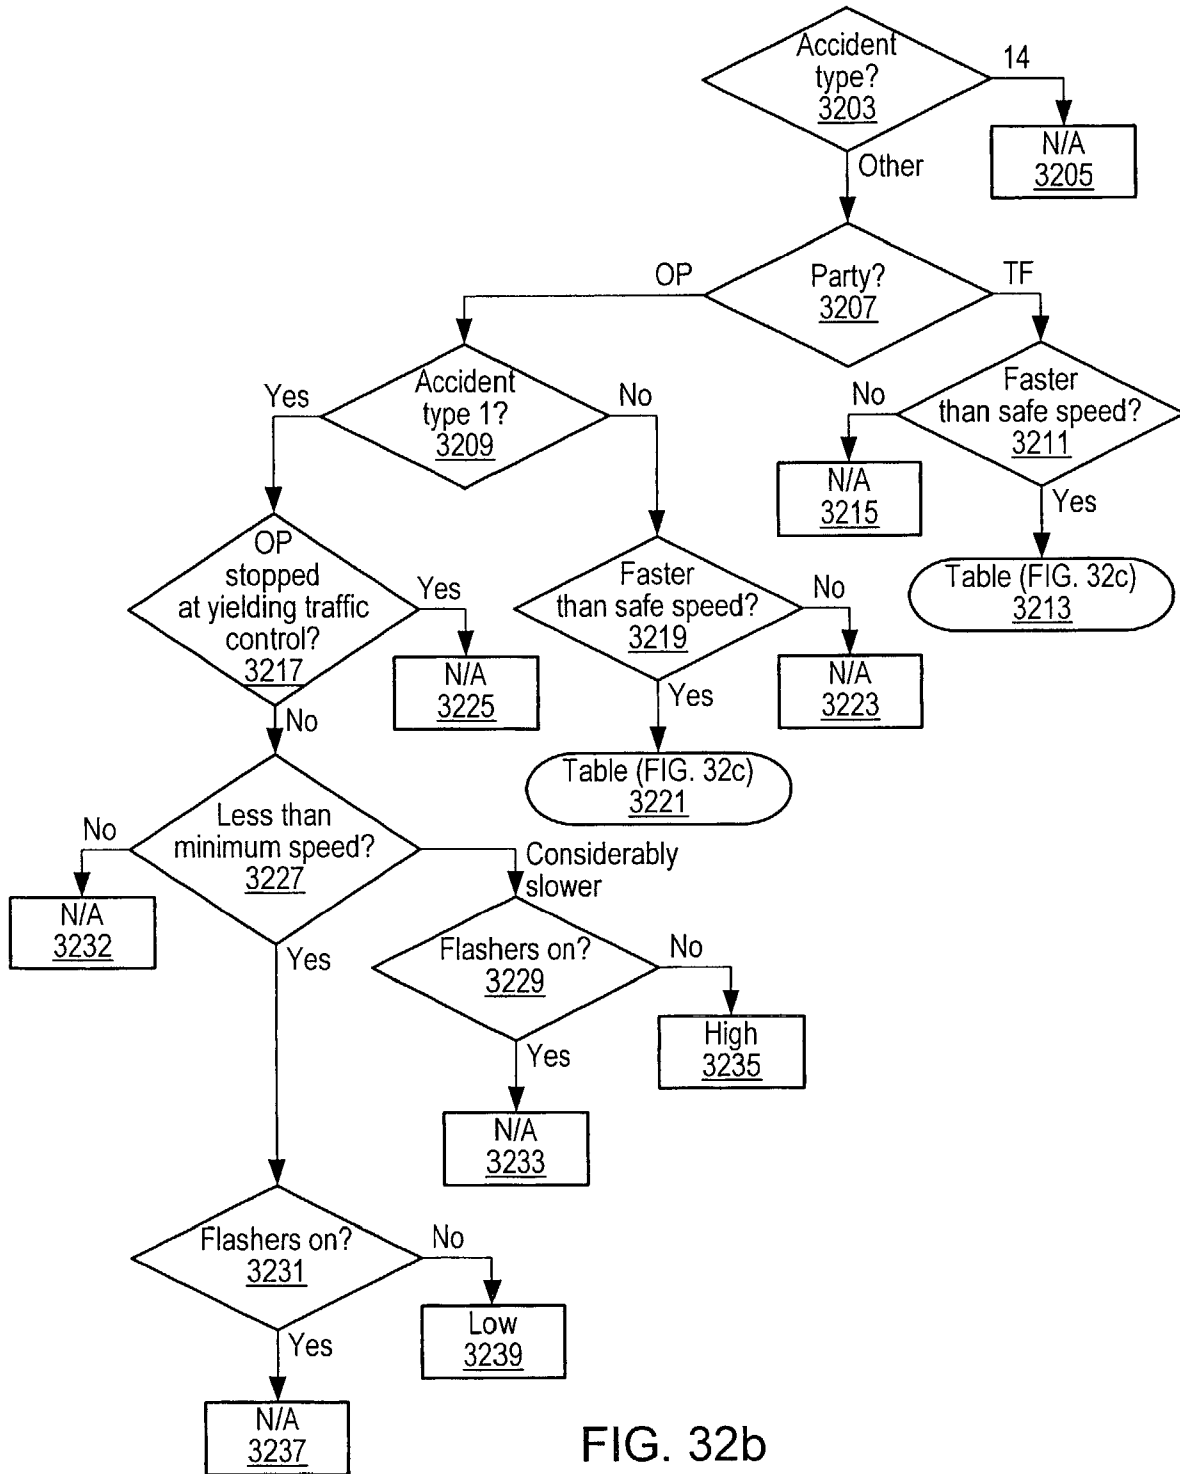 Accident
type?
3203
14
N/A
3205
Other
Party?
3207
OP
TF
Accident
type 1?
3209
Yes
No
Faster
than safe speed?
3211
No
N/A
3215
Yes
Table (FIG. 32c)
3213
OP
stopped
at yielding traffic
control?
3217
Yes
N/A
3225
No
Faster
than safe speed?
3219
No
N/A
3223
Yes
Table (FIG. 32c)
3221
Less than
minimum speed?
3227
No
N/A
3232
Considerably
slower
Yes
Flashers on?
3229
No
High
3235
Yes
N/A
3233
Flashers on?
3231
No
Low
3239
Yes
N/A
3237
FIG. 32b